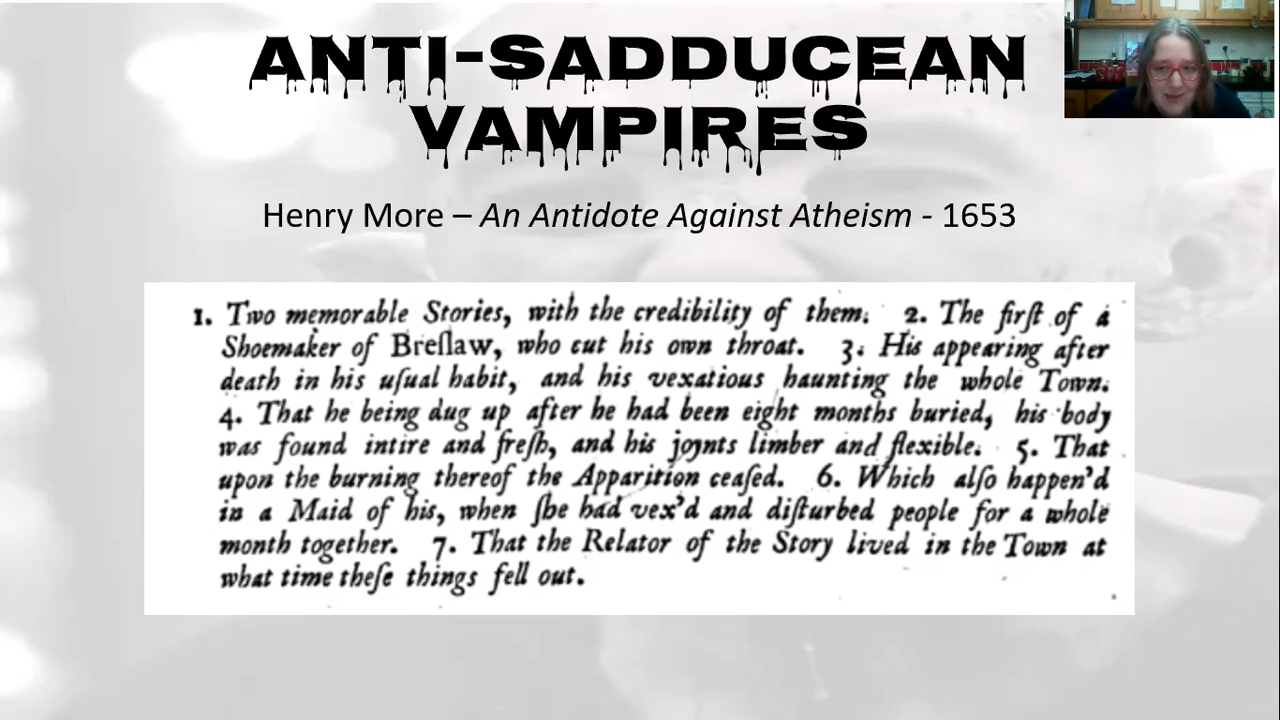 ANTI-SADDUCEAN
VAMPIRES
Henry More – An Antidote Against Atheism - 1653
1. Two memorable Stories, with the credibility of them. 2. The firſt of a
Shoemaker of Breſlaw, who cut his own throat. 3. His appearing after
death in his uſual habit, and his vexatious haunting the whole Town.
4. That he being dug up after he had been eight months buried, his body
was found intire and freſh, and his joynts limber and flexible. 5. That
upon the burning thereof the Apparition ceaſed. 6. Which alſo happen'd
in a Maid of his, when ſhe had vex'd and diſturbed people for a whole
month together. 7. That the Relator of the Story lived in the Town at
what time theſe things fell out.